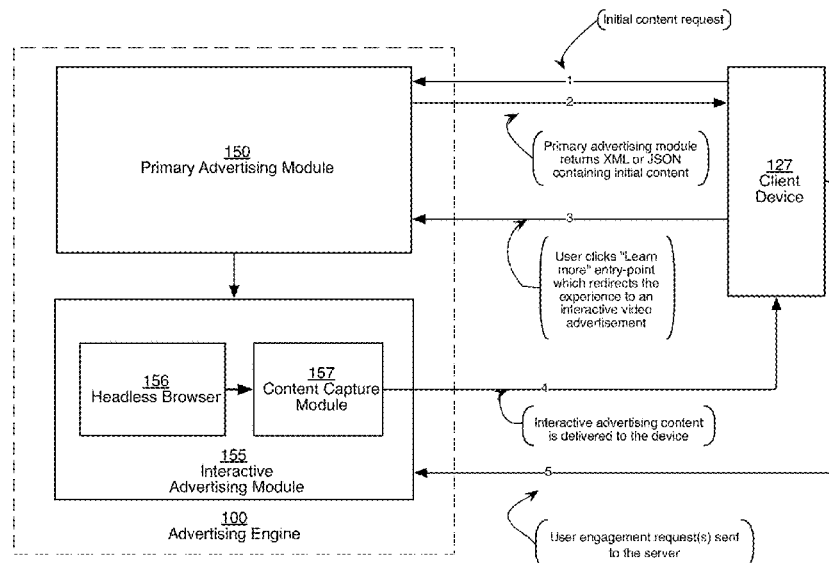 Initial content request
1
2
150
Primary Advertising Module
Primary advertising module
returns XML or JSON
containing initial content
127
Client
Device
3
User clicks "Learn
more" entry-point
which redirects the
experience to an
interactive video
advertisement
156
Headless Browser
157
Content Capture
Module
4
Interactive advertising content
is delivered to the device
155
Interactive
Advertising Module
5
100
Advertising Engine
User engagement request(s) sent
to the server